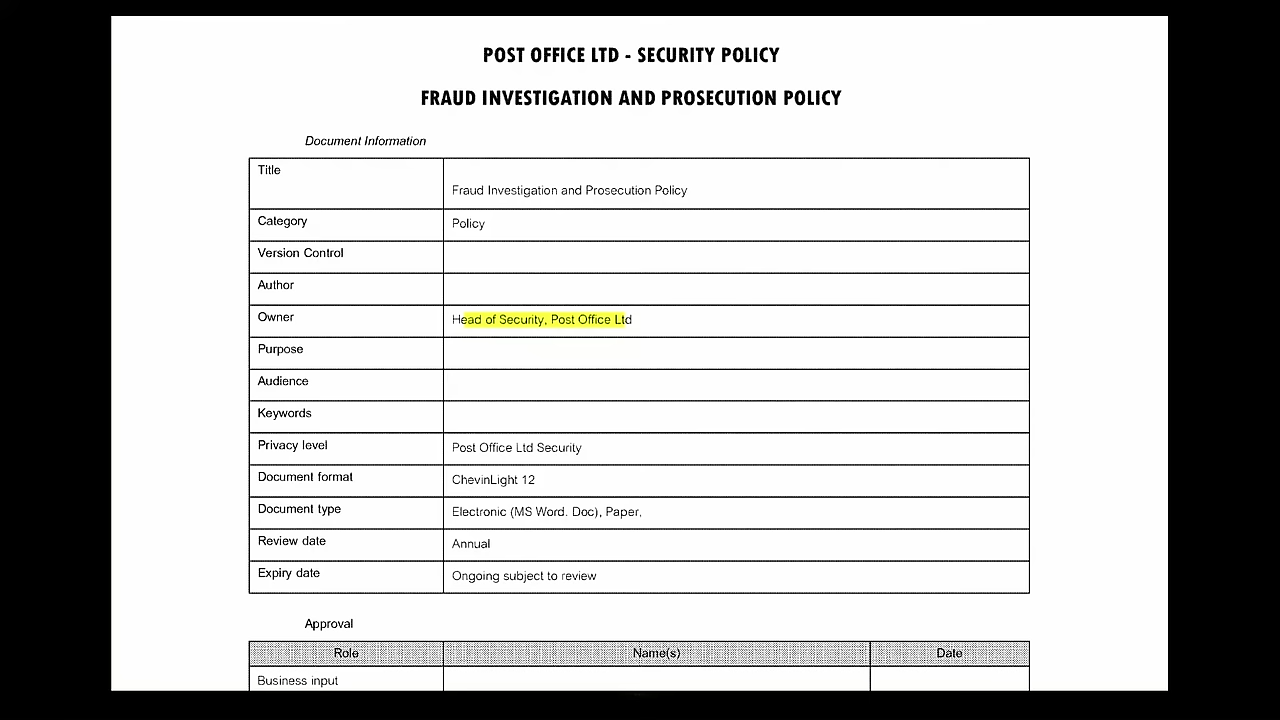 POST OFFICE LTD - SECURITY POLICY
FRAUD INVESTIGATION AND PROSECUTION POLICY
Document Information
Title
Fraud Investigation and Prosecution Policy
Category Policy
Version Control
Author
Owner Head of Security, Post Office Ltd
Purpose
Audience
Keywords
Privacy level Post Office Ltd Security
Document format ChevinLight 12
Document type Electronic (MS Word. Doc), Paper.
Review date Annual
Expiry date Ongoing subject to review
Approval
Role Name(s) Date
Business input